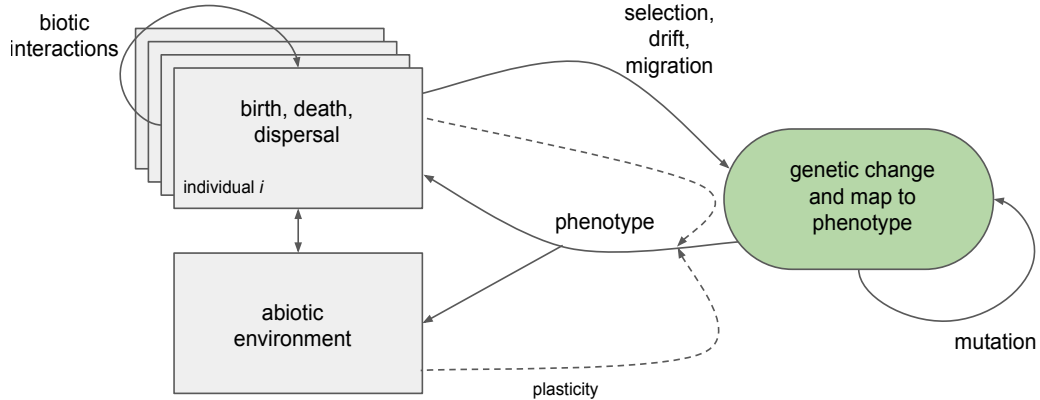 biotic
interactions
selection,
drift,
migration
birth, death,
dispersal
individual i
genetic change
and map to
phenotype
phenotype
abiotic
environment
mutation
plasticity